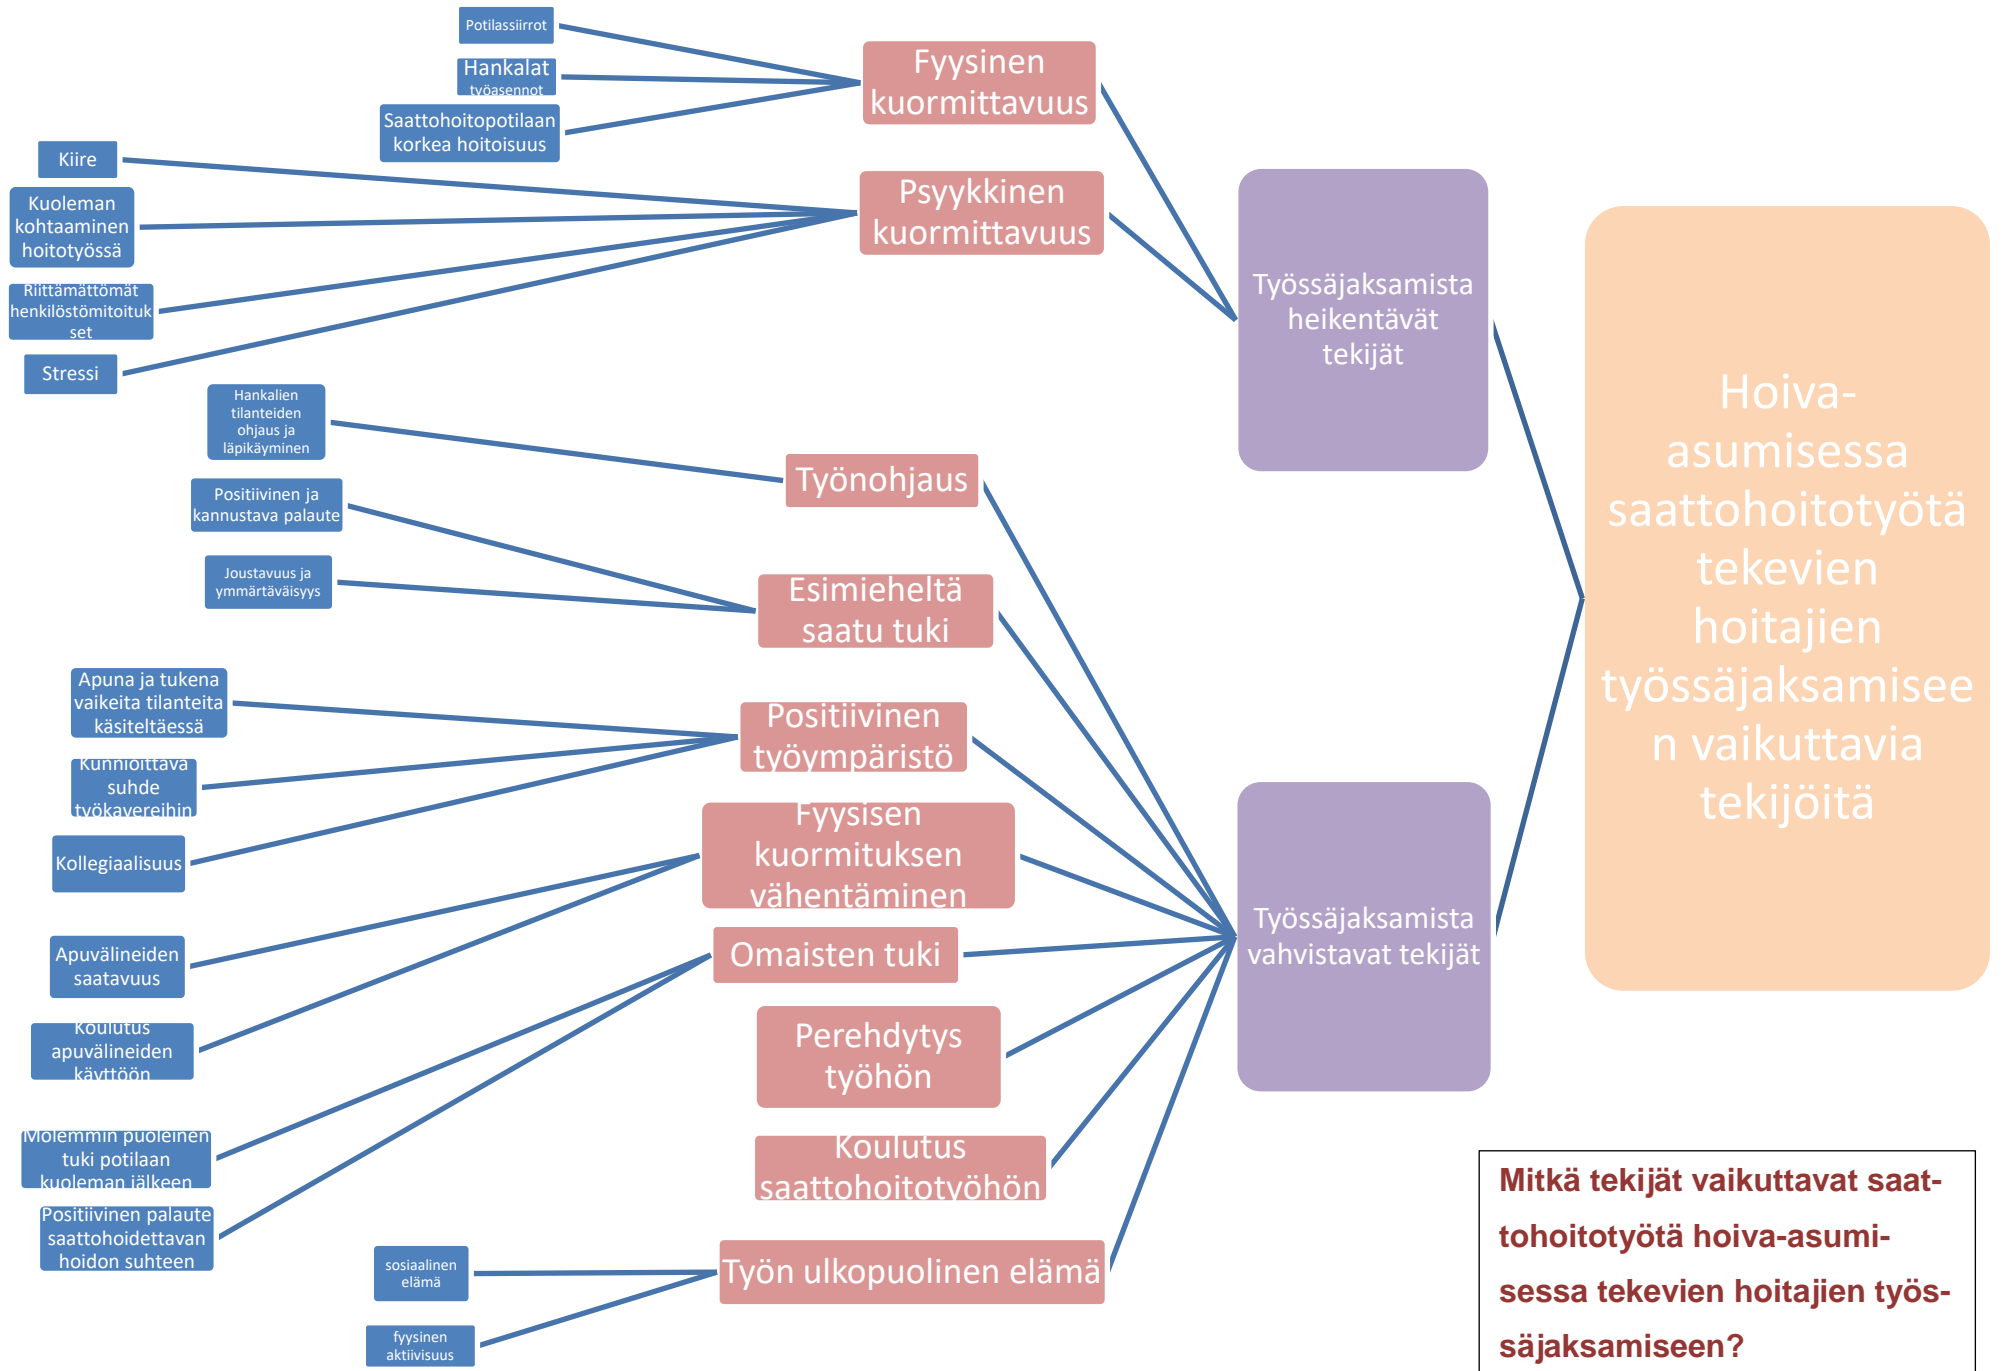 Potilassiirrot
Hankalat
työasennot
Saattohoitopotilaan
korkea hoitoisuus
Kiire
Kuoleman
kohtaaminen
hoitotyössä
Riittämättömät
henkilöstömitoituk
set
Stressi
Hankalien
tilanteiden
ohjaus ja
läpikäyminen
Positiivinen ja
kannustava palaute
Joustavuus ja
ymmärtäväisyys
Apuna ja tukena
vaikeita tilanteita
käsiteltäessä
Kunnioittava
suhde
työkavereihin
Kollegiaalisuus
Apuvälineiden
saatavuus
Koulutus
apuvälineiden
käyttöön
Molemmin puoleinen
tuki potilaan
kuoleman jälkeen
Positiivinen palaute
saattohoidettavan
hoidon suhteen
sosiaalinen
elämä
fyysinen
aktiivisuus
Fyysinen
kuormittavuus
Psyykkinen
kuormittavuus
Työnohjaus
Esimieheltä
saatu tuki
Positiivinen
työympäristö
Fyysisen
kuormituksen
vähentäminen
Omaisten tuki
Perehdytys
työhön
Koulutus
saattohoitotyöhön
Työn ulkopuolinen elämä
Työssäjaksamista
heikentävät
tekijät
Työssäjaksamista
vahvistavat tekijät
Hoiva-
asumisessa
saattohoitotyötä
tekevien
hoitajien
työssäjaksamisee
n vaikuttavia
tekijöitä
Mitkä tekijät vaikuttavat saat-
tohoitotyötä hoiva-asumi-
sessa tekevien hoitajien työs-
säjaksamiseen?